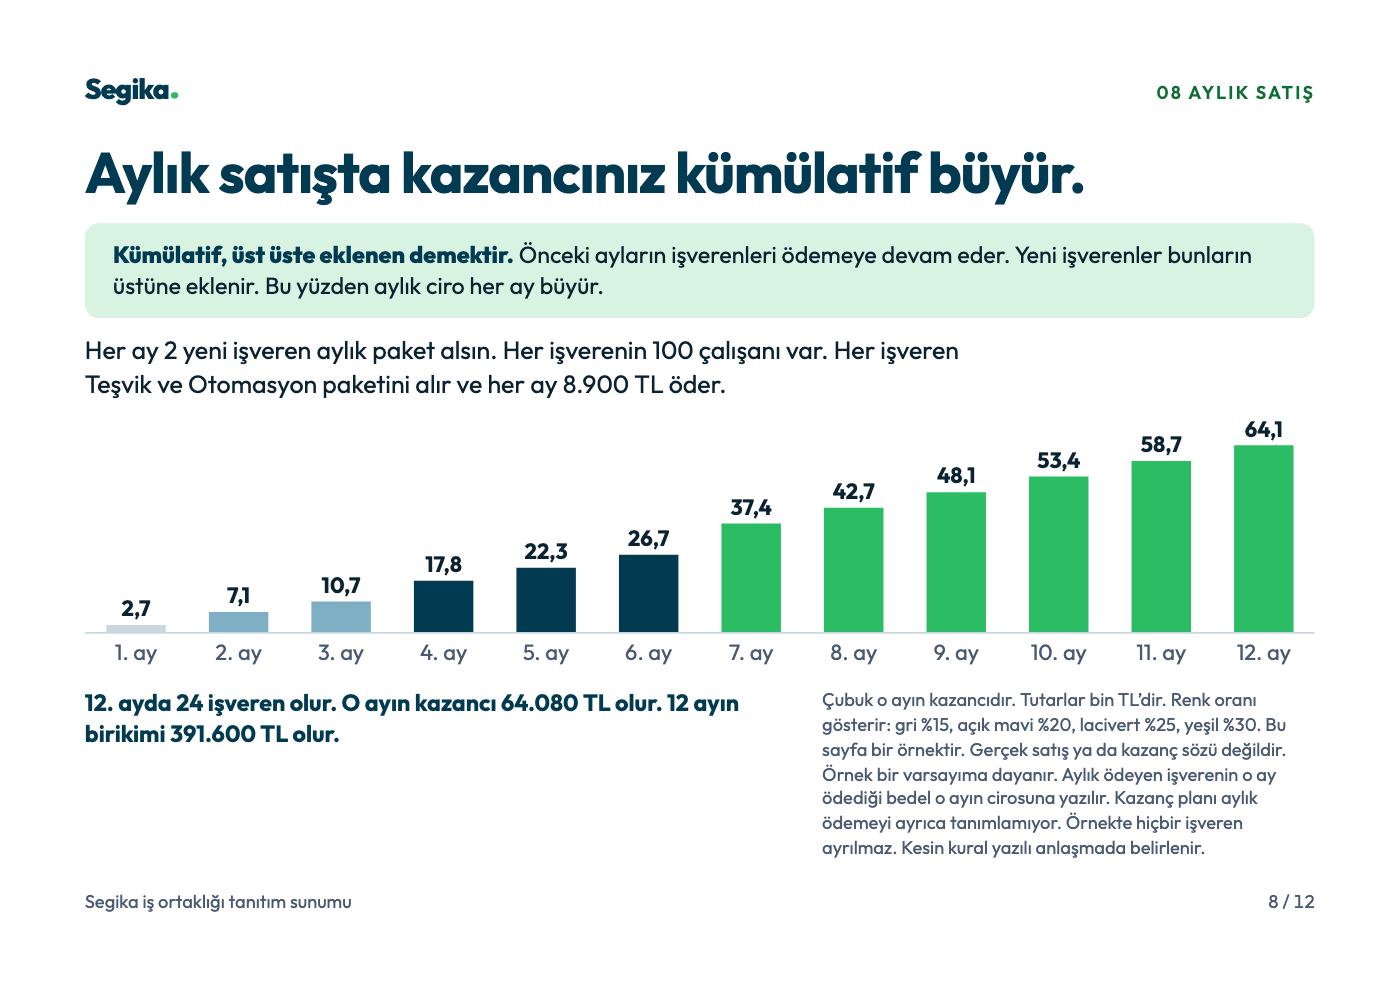 Segika.
08 AYLIK SATIŞ
Aylık satışta kazancınız kümülatif büyür.
Kümülatif, üst üste eklenen demektir. Önceki ayların işverenleri ödemeye devam eder. Yeni işverenler bunların
üstüne eklenir. Bu yüzden aylık ciro her ay büyür.
Her ay 2 yeni işveren aylık paket alsın. Her işverenin 100 çalışanı var. Her işveren
Teşvik ve Otomasyon paketini alır ve her ay 8.900 TL öder.
2,7 7,1 10,7 17,8 22,3 26,7 37,4 42,7 48,1 53,4 58,7 64,1
1. ay 2. ay 3. ay 4. ay 5. ay 6. ay 7. ay 8. ay 9. ay 10. ay 11. ay 12. ay
12. ayda 24 işveren olur. O ayın kazancı 64.080 TL olur. 12 ayın
birikimi 391.600 TL olur.
Çubuk o ayın kazancıdır. Tutarlar bin TL’dir. Renk oranı
gösterir: gri %15, açık mavi %20, lacivert %25, yeşil %30. Bu
sayfa bir örnektir. Gerçek satış ya da kazanç sözü değildir.
Örnek bir varsayıma dayanır. Aylık ödeyen işverenin o ay
ödediği bedel o ayın cirosuna yazılır. Kazanç planı aylık
ödemeyi ayrıca tanımlamıyor. Örnekte hiçbir işveren
ayrılmaz. Kesin kural yazılı anlaşmada belirlenir.
Segika iş ortaklığı tanıtım sunumu
8 / 12